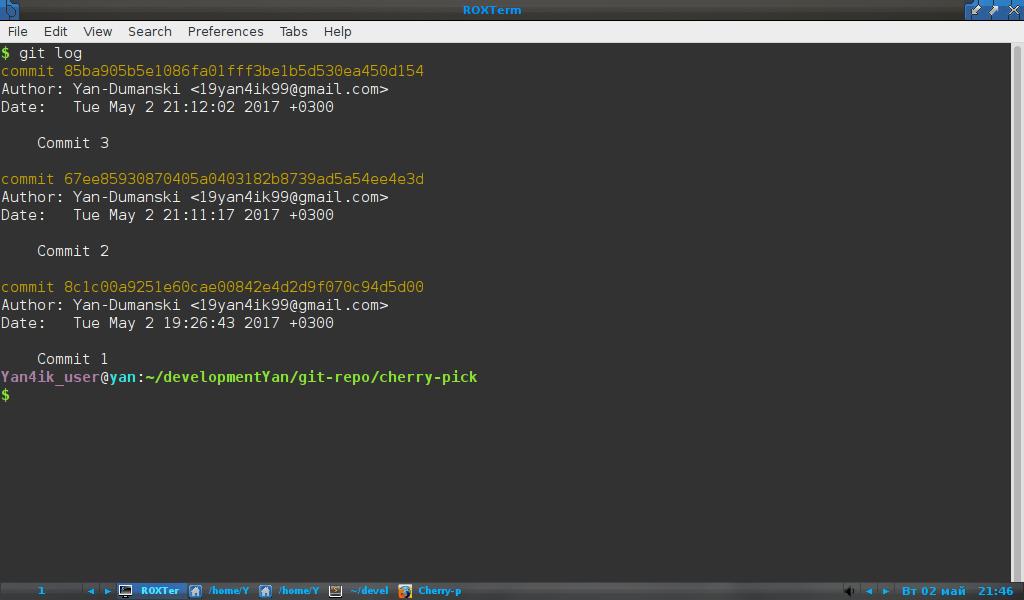 ROXTerm
File Edit View Search Preferences Tabs Help
$ git log
commit 85ba905b5e1086fa01fff3be1b5d530ea450d154
Author: Yan-Dumanski <19yan4ik99@gmail.com>
Date:   Tue May 2 21:12:02 2017 +0300
    Commit 3
commit 67ee85930870405a0403182b8739ad5a54ee4e3d
Author: Yan-Dumanski <19yan4ik99@gmail.com>
Date:   Tue May 2 21:11:17 2017 +0300
    Commit 2
commit 8c1c00a9251e60cae00842e4d2d9f070c94d5d00
Author: Yan-Dumanski <19yan4ik99@gmail.com>
Date:   Tue May 2 19:26:43 2017 +0300
    Commit 1
Yan4ik_user@yan:~/developmentYan/git-repo/cherry-pick
$
1 ROXTer /home/Y /home/Y ~/devel Cherry-p Вт 02 май 21:46